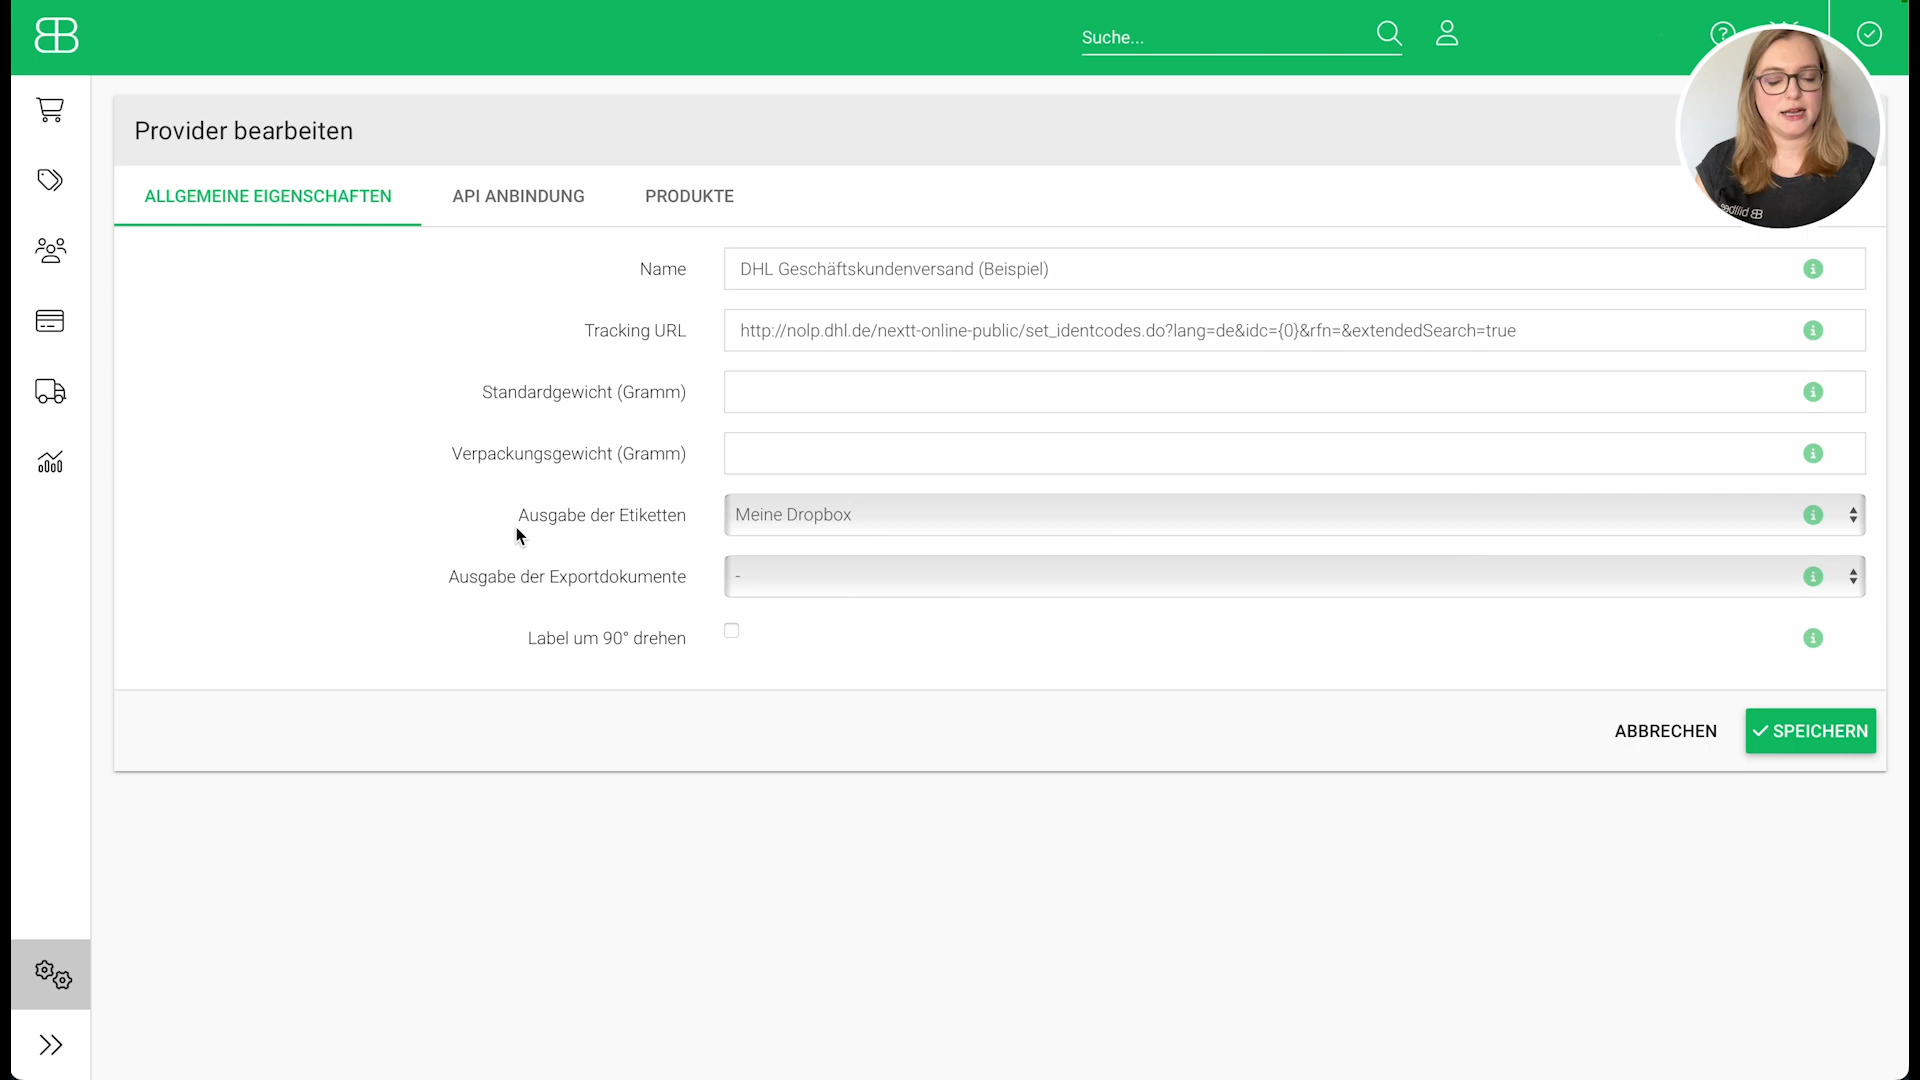 Suche...
Provider bearbeiten
ALLGEMEINE EIGENSCHAFTEN
API ANBINDUNG
PRODUKTE
Name
DHL Geschäftskundenversand (Beispiel)
Tracking URL
http://nolp.dhl.de/nextt-online-public/set_identcodes.do?lang=de&idc={0}&rfn=&extendedSearch=true
Standardgewicht (Gramm)
Verpackungsgewicht (Gramm)
Ausgabe der Etiketten
Meine Dropbox
Ausgabe der Exportdokumente
-
Label um 90° drehen
ABBRECHEN
SPEICHERN